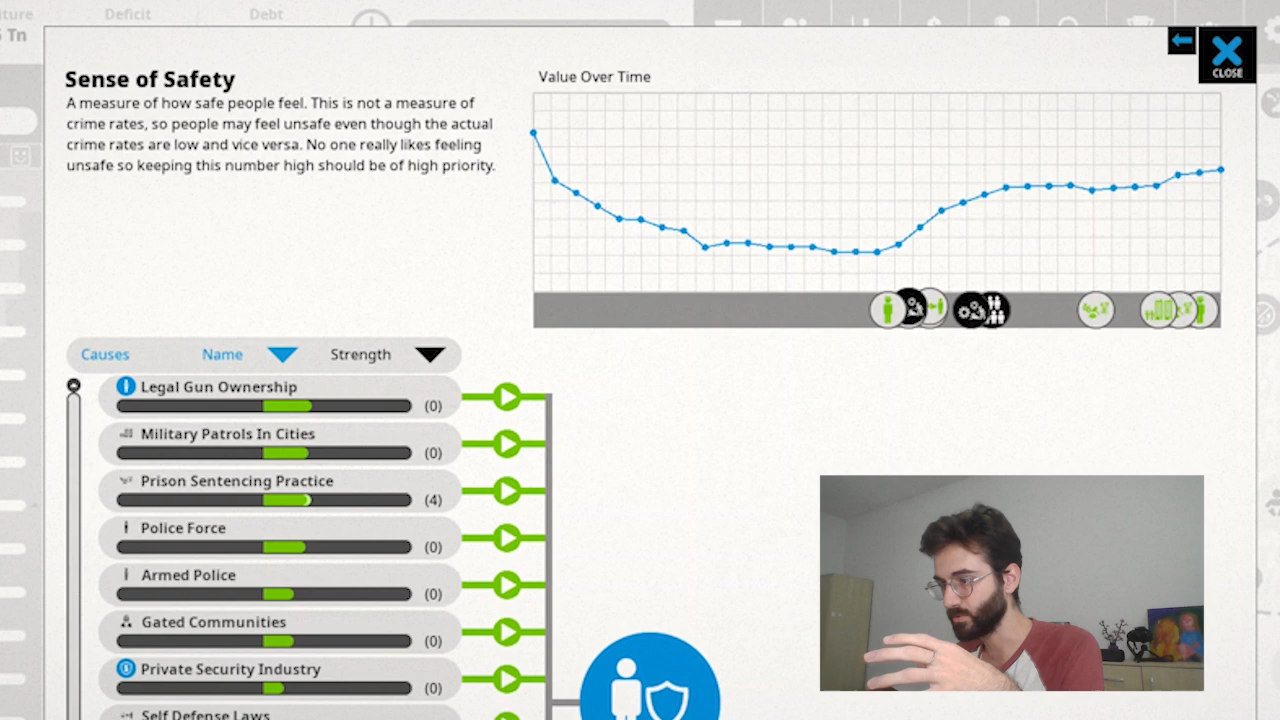 Deficit
Debt
Tn
CLOSE
Sense of Safety
A measure of how safe people feel. This is not a measure of
crime rates, so people may feel unsafe even though the actual
crime rates are low and vice versa. No one really likes feeling
unsafe so keeping this number high should be of high priority.
Value Over Time
Causes Name Strength
Legal Gun Ownership
(0)
Military Patrols In Cities
(0)
Prison Sentencing Practice
(4)
Police Force
(0)
Armed Police
(0)
Gated Communities
(0)
Private Security Industry
(0)
Self Defense Laws